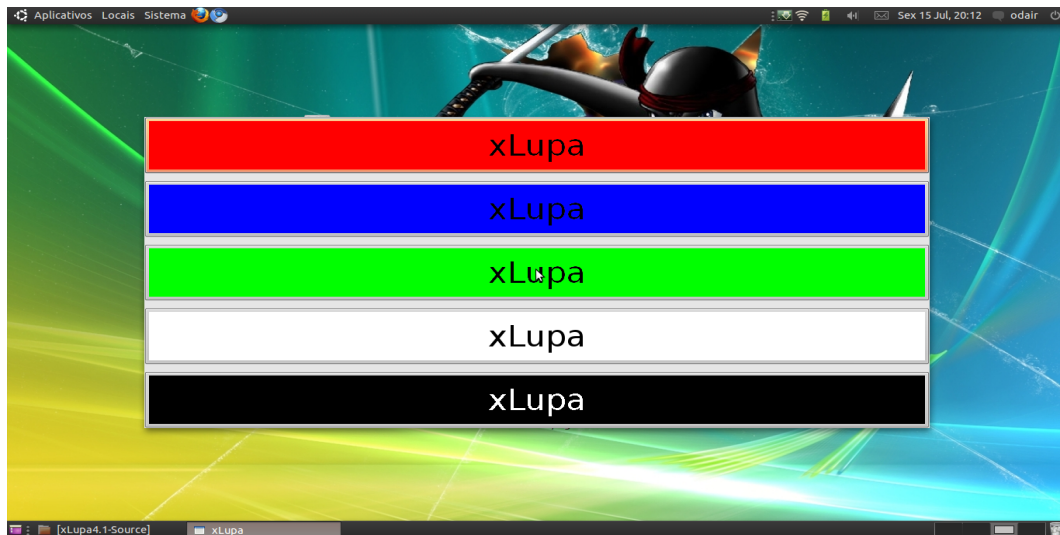 Aplicativos Locais Sistema Sex 15 Jul, 20:12 odair
xLupa
xLupa
xLupa
xLupa
xLupa
[xLupa4.1-Source] xLupa